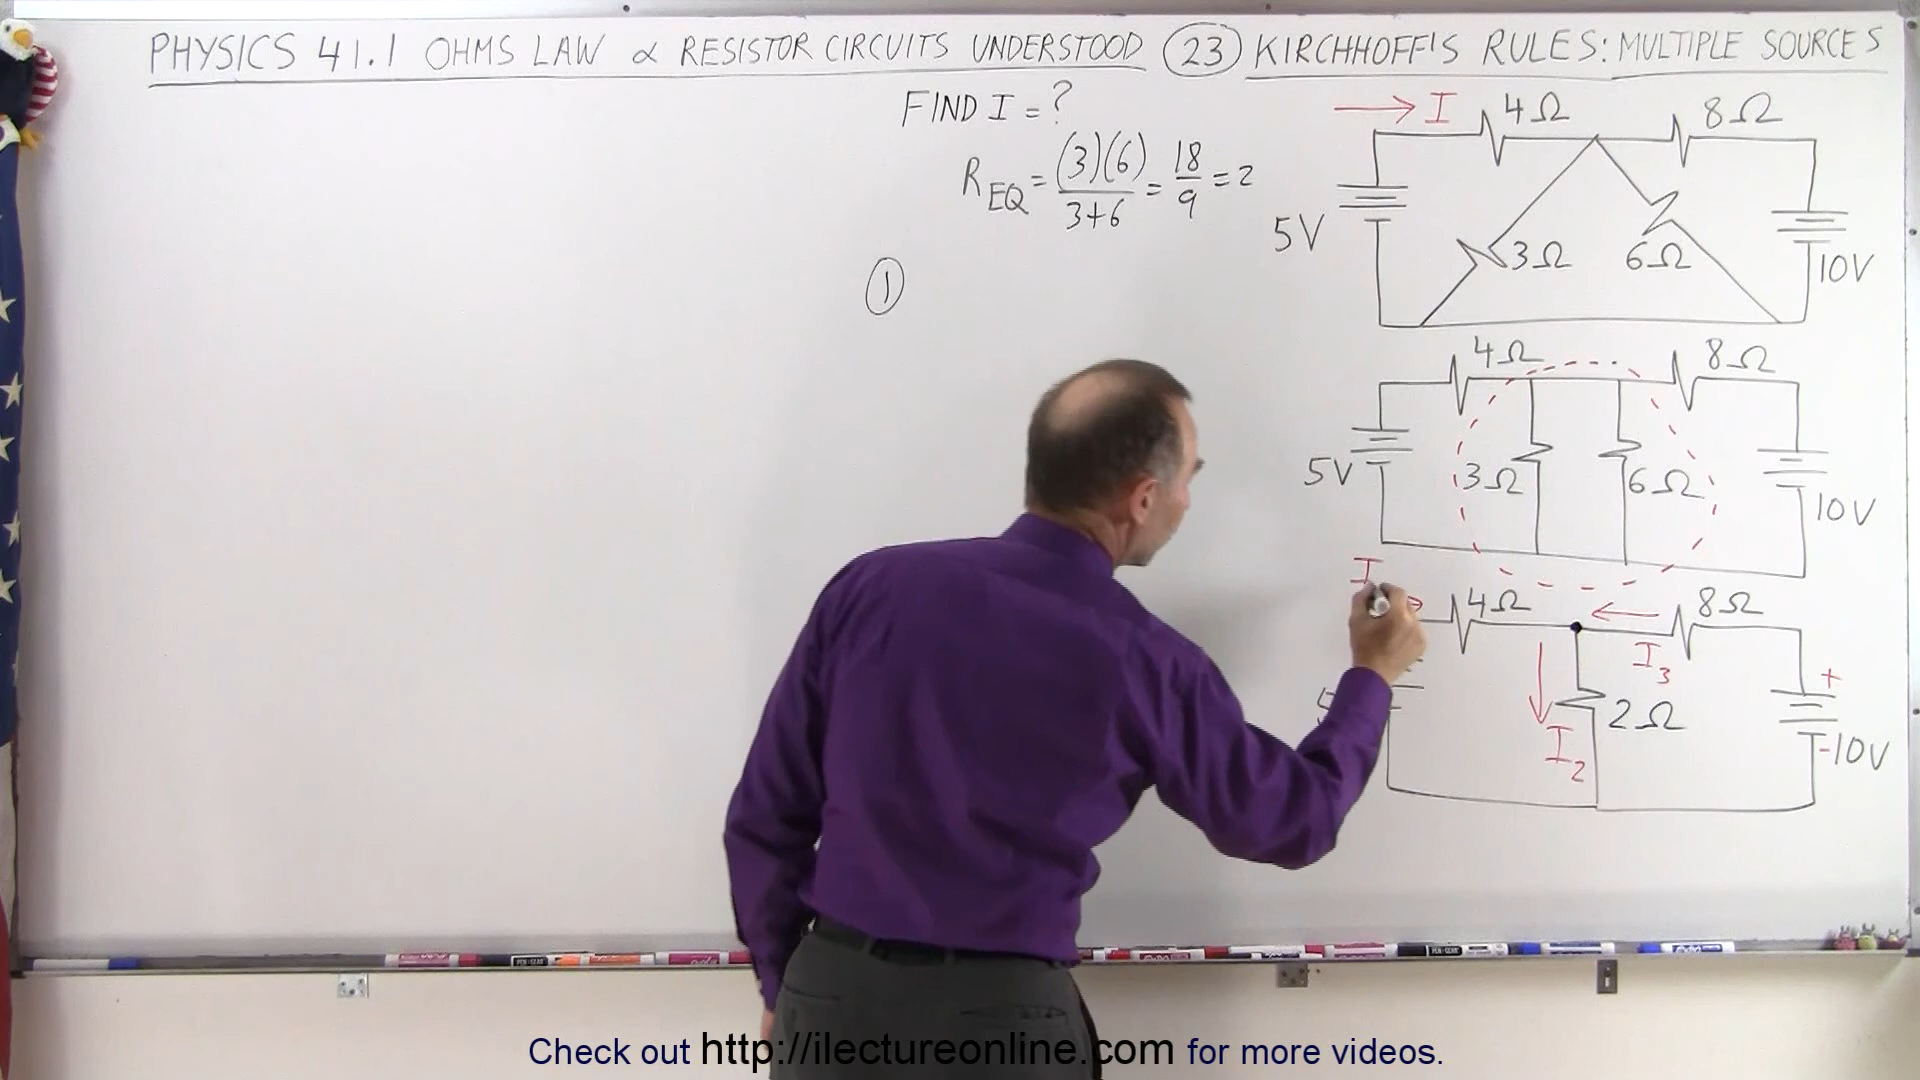 PHYSICS 41.1 OHMS LAW & RESISTOR CIRCUITS UNDERSTOOD (23) KIRCHHOFF'S RULES: MULTIPLE SOURCES
FIND I = ?
R_EQ = (3)(6)/3+6 = 18/9 = 2
①
→ I 4Ω 8Ω
5V 3Ω 6Ω 10V
4Ω 8Ω
5V 3Ω 6Ω 10V
I 4Ω 8Ω
I₃
+
I₂ 2Ω
-10V
Check out http://ilectureonline.com for more videos.